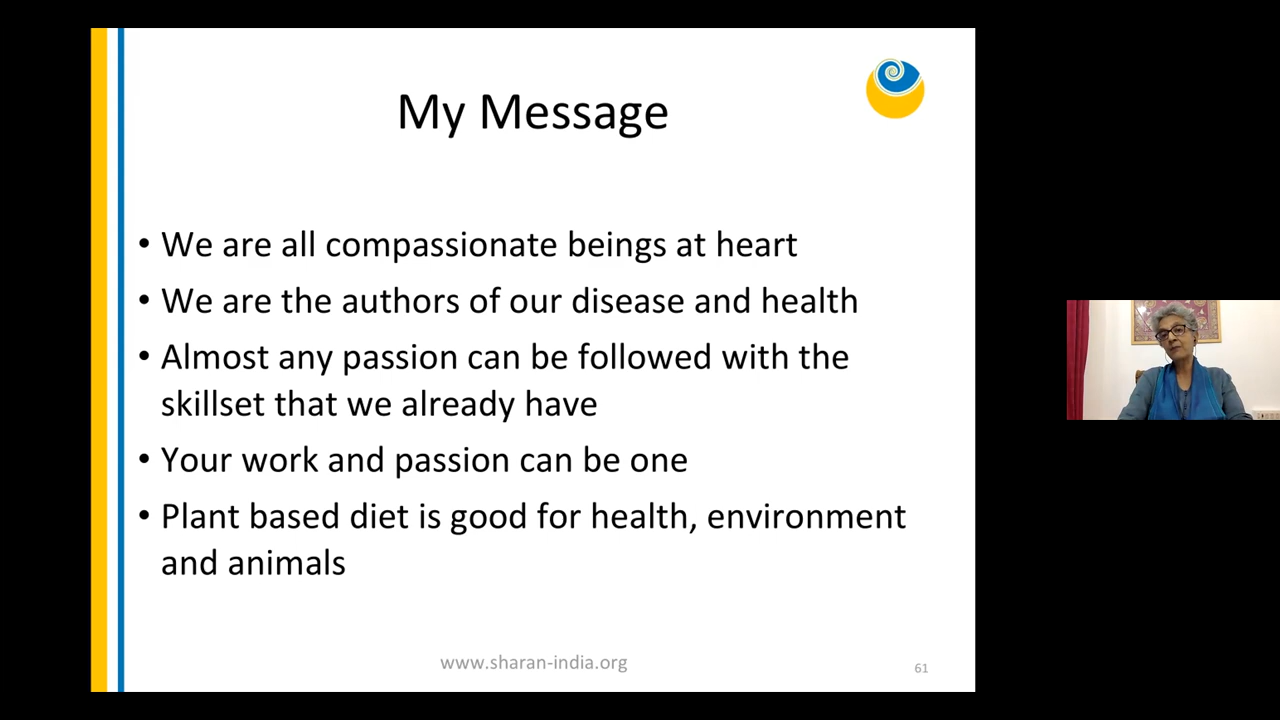 My Message
• We are all compassionate beings at heart
• We are the authors of our disease and health
• Almost any passion can be followed with the
skillset that we already have
• Your work and passion can be one
• Plant based diet is good for health, environment
and animals
www.sharan-india.org
61